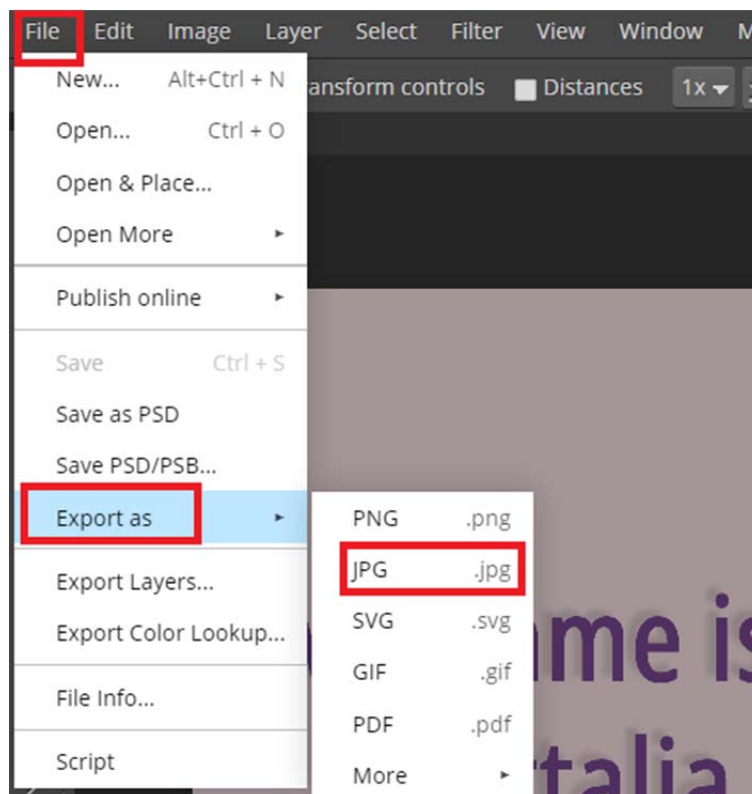 File Edit Image Layer Select Filter View Window
New... Alt+Ctrl + N
ansform controls Distances 1x
Open... Ctrl + O
Open & Place...
Open More
Publish online
Save Ctrl + S
Save as PSD
Save PSD/PSB...
Export as
PNG .png
JPG .jpg
Export Layers...
SVG .svg
Export Color Lookup...
ame is
GIF .gif
File Info...
PDF .pdf
Script
talia
More